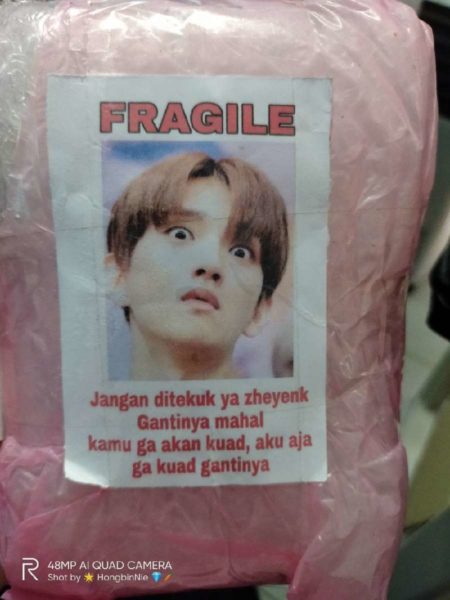 FRAGILE
Jangan ditekuk ya zheyenk
Gantinya mahal
kamu ga akan kuad, aku aja
ga kuad gantinya
48MP AI QUAD CAMERA
Shot by ⭐ HongbinNie 💎